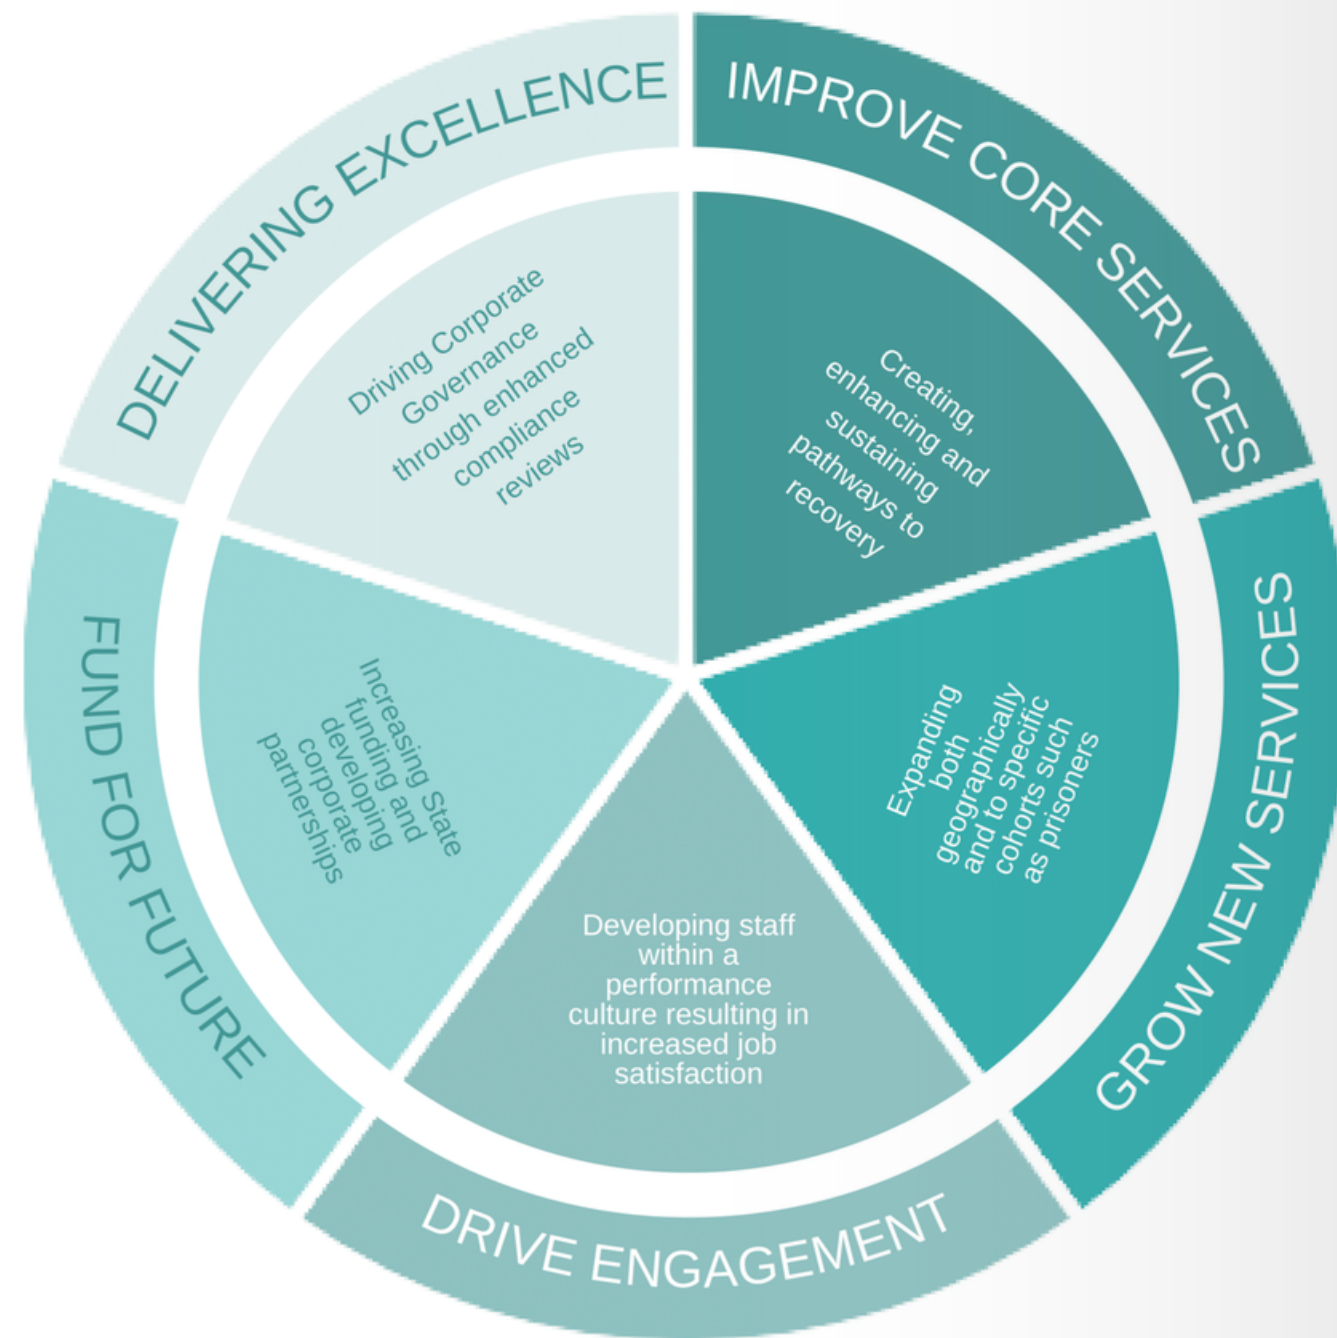 IMPROVE CORE SERVICES
Creating,
enhancing and
sustaining
pathways to
recovery
GROW NEW SERVICES
Expanding
both
geographically
and to specific
cohorts such
as prisoners
DRIVE ENGAGEMENT
Developing staff
within a
performance
culture resulting in
increased job
satisfaction
FUND FOR FUTURE
Increasing State
funding and
developing
corporate
partnerships
DELIVERING EXCELLENCE
Driving Corporate
Governance
through enhanced
compliance
reviews